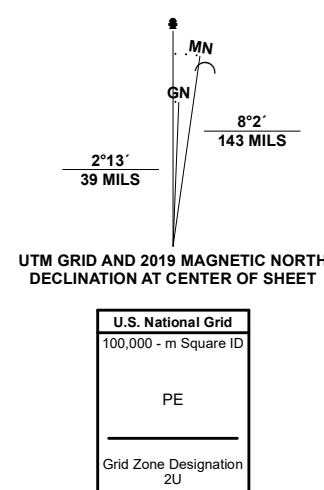 MN
GN
8°2´
143 MILS
2°13´
39 MILS
UTM GRID AND 2019 MAGNETIC NORTH
DECLINATION AT CENTER OF SHEET
U.S. National Grid
100,000 - m Square ID
PE
Grid Zone Designation
2U